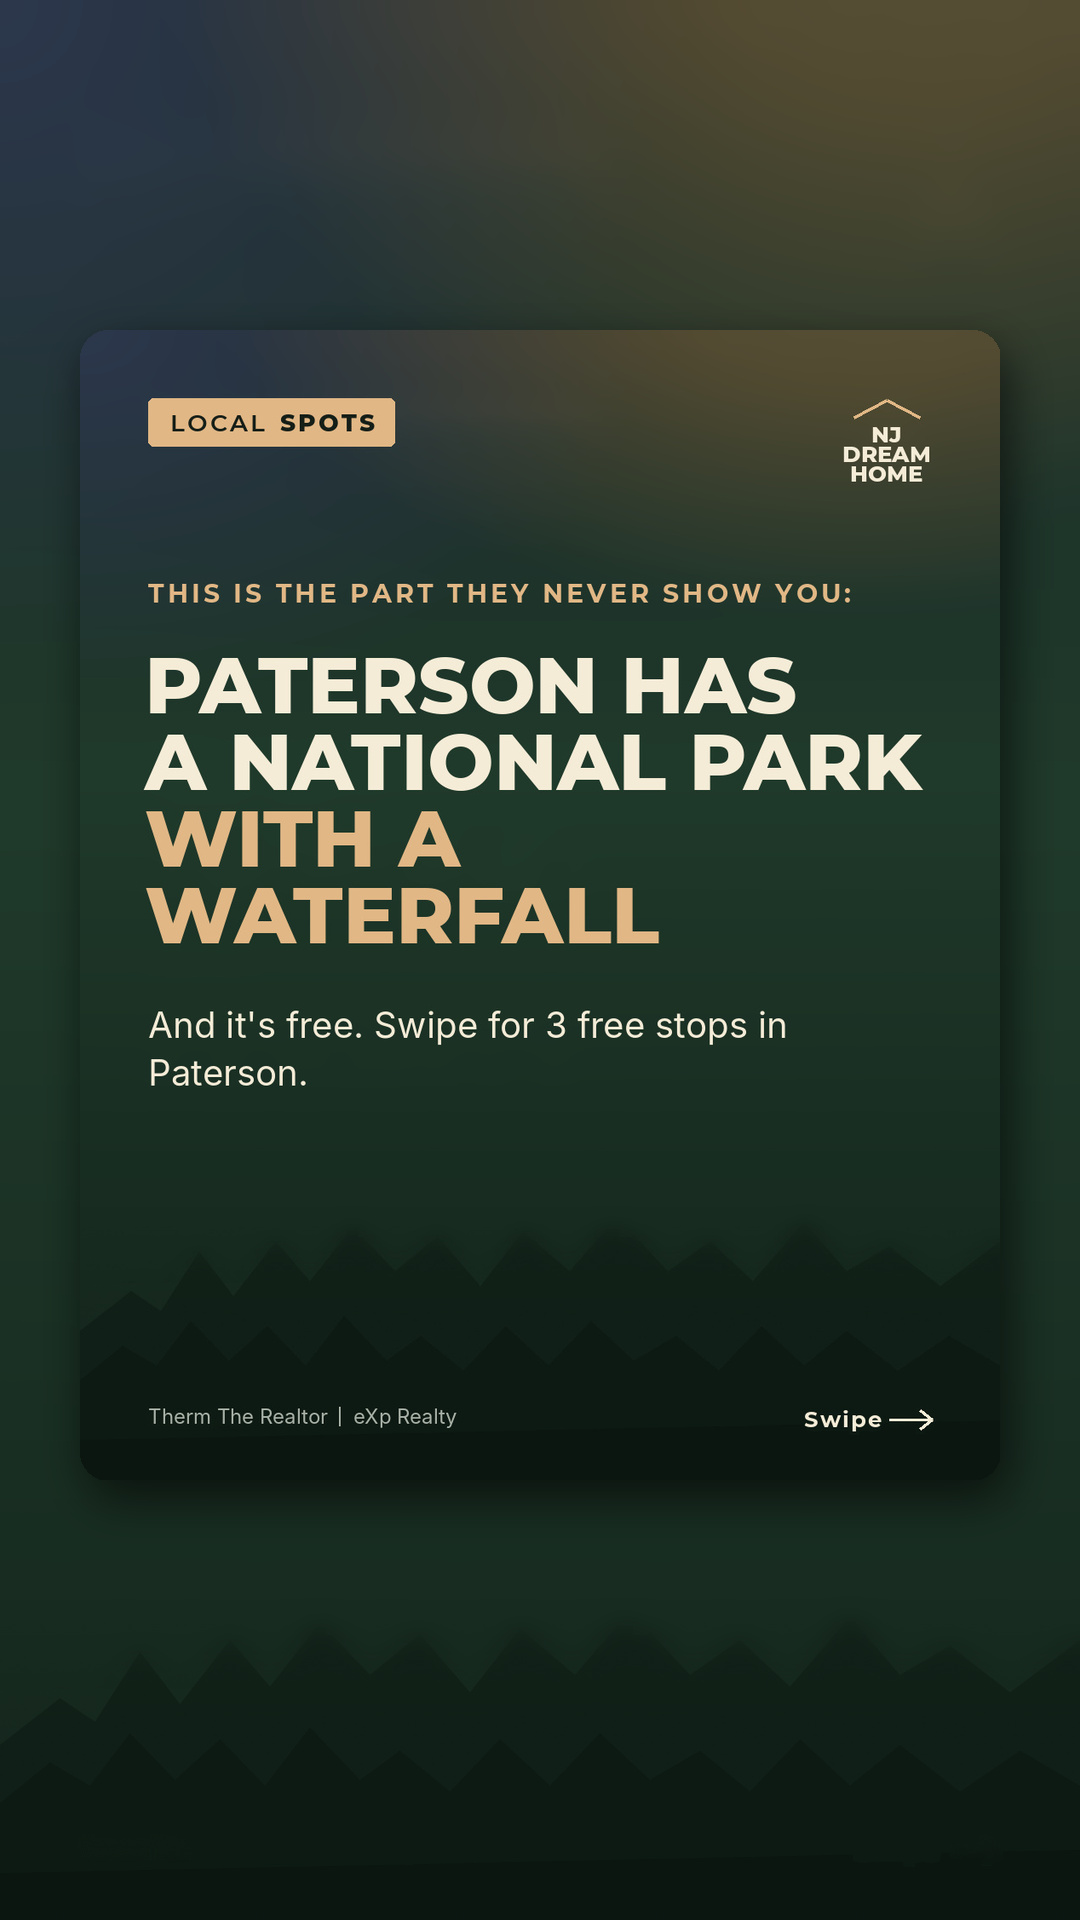 LOCAL SPOTS
NJ
DREAM
HOME
THIS IS THE PART THEY NEVER SHOW YOU:
PATERSON HAS
A NATIONAL PARK
WITH A
WATERFALL
And it's free. Swipe for 3 free stops in
Paterson.
Therm The Realtor | eXp Realty
Swipe